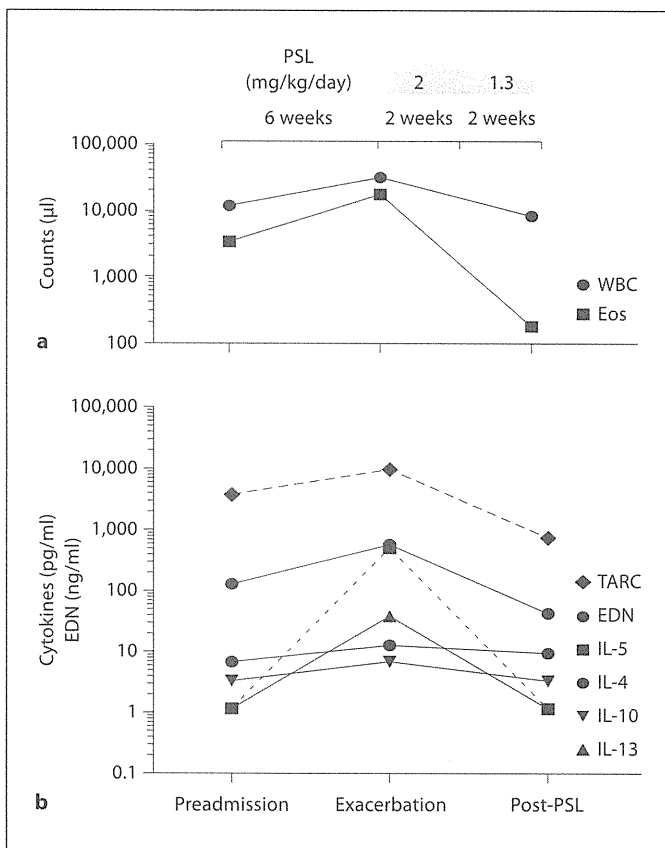 PSL
(mg/kg/day) 2 1.3
6 weeks 2 weeks 2 weeks
100,000
10,000
1,000
100
Counts (µl)
WBC
Eos
a
100,000
10,000
1,000
100
10
1
0.1
Cytokines (pg/ml)
EDN (ng/ml)
TARC
EDN
IL-5
IL-4
IL-10
IL-13
b
Preadmission Exacerbation Post-PSL